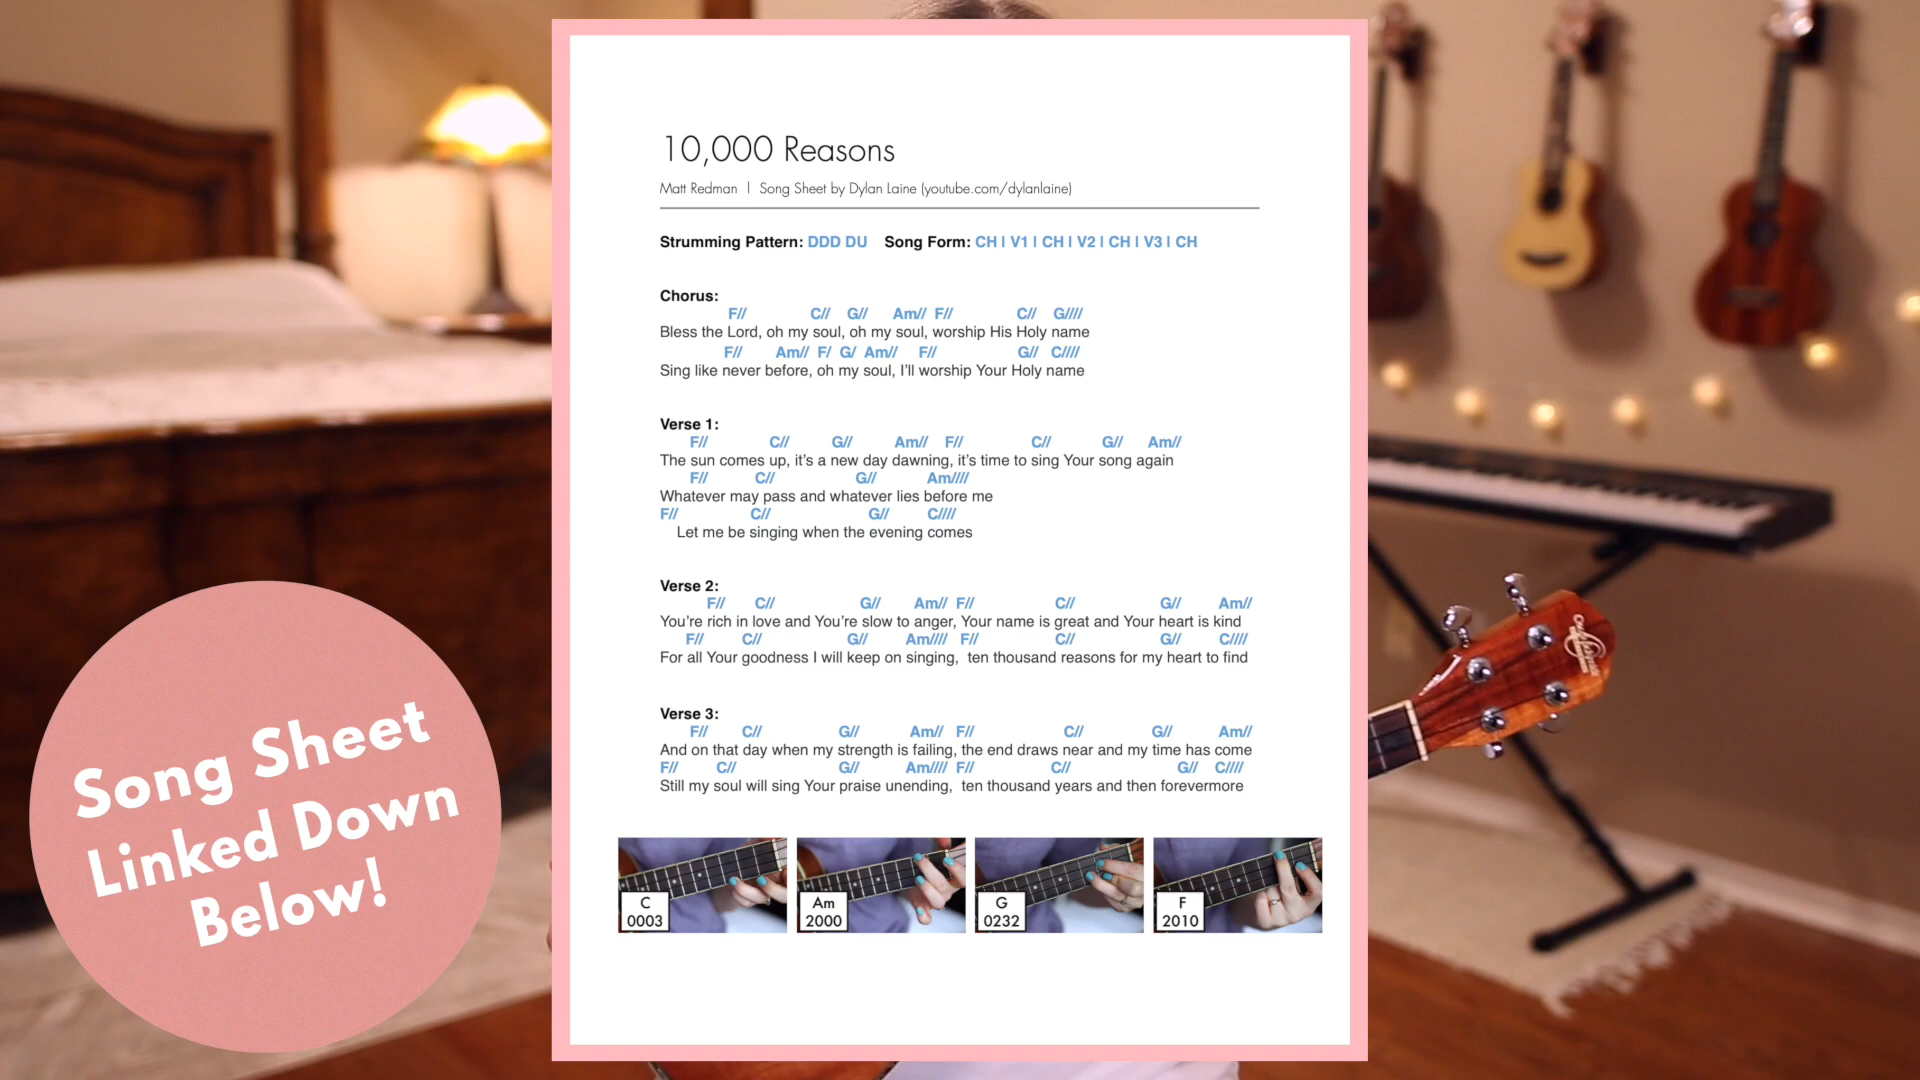 10,000 Reasons
Matt Redman | Song Sheet by Dylan Laine (youtube.com/dylanlaine)
Strumming Pattern: DDD DU Song Form: CH | V1 | CH | V2 | CH | V3 | CH
Chorus:
F// C// G// Am// F// C// G////
Bless the Lord, oh my soul, oh my soul, worship His Holy name
F// Am// F/ G/ Am// F// G// C////
Sing like never before, oh my soul, I'll worship Your Holy name
Verse 1:
F// C// G// Am// F// C// G// Am//
The sun comes up, it's a new day dawning, it's time to sing Your song again
F// C// G// Am////
Whatever may pass and whatever lies before me
F// C// G// C////
Let me be singing when the evening comes
Verse 2:
F// C// G// Am// F// C// G// Am//
You're rich in love and You're slow to anger, Your name is great and Your heart is kind
F// C// G// Am//// F// C// G// C////
For all Your goodness I will keep on singing, ten thousand reasons for my heart to find
Verse 3:
F// C// G// Am// F// C// G// Am//
And on that day when my strength is failing, the end draws near and my time has come
F// C// G// Am//// F// C// G// C////
Still my soul will sing Your praise unending, ten thousand years and then forevermore
C
0003
Am
2000
G
0232
F
2010
Song Sheet
Linked Down
Below!